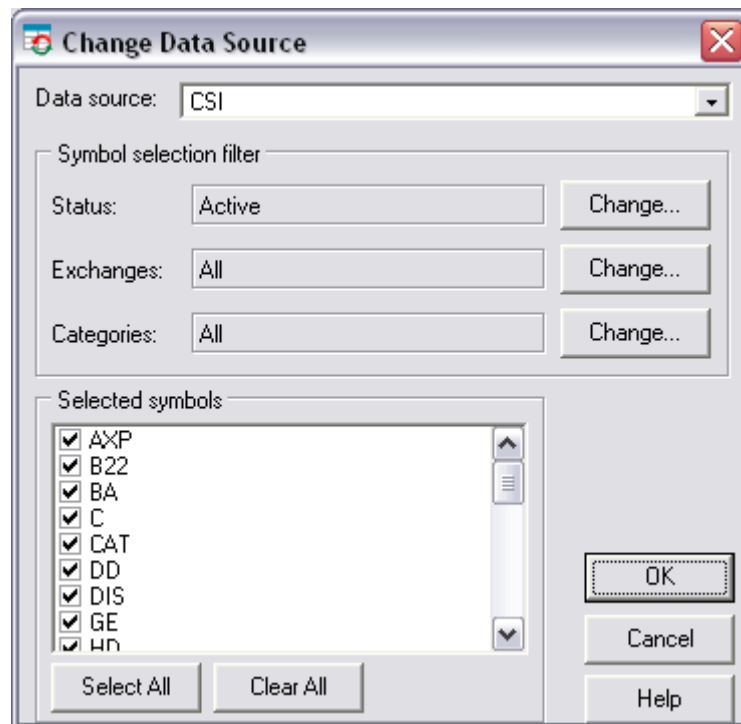 Change Data Source
Data source: CSI
Symbol selection filter
Status: Active Change...
Exchanges: All Change...
Categories: All Change...
Selected symbols
AXP
B22
BA
C
CAT
DD
DIS
GE
HD
OK
Cancel
Select All Clear All Help